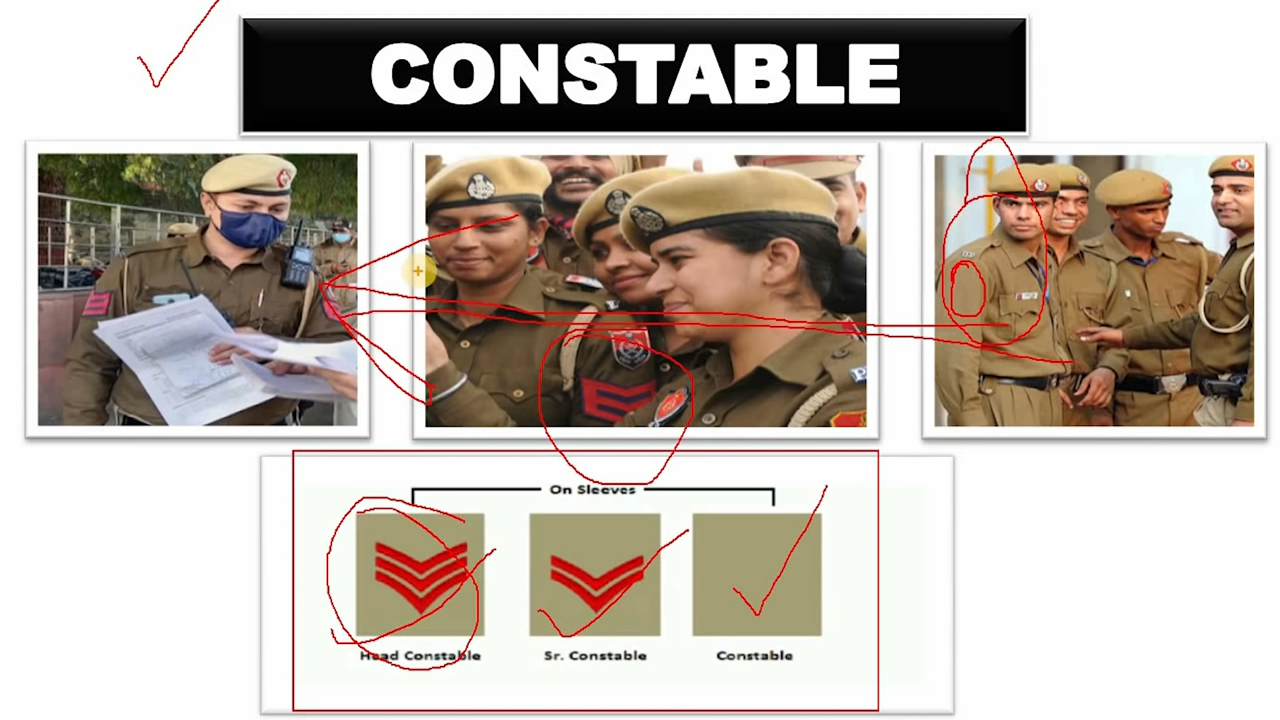 CONSTABLE
On Sleeves
Head Constable
Sr. Constable
Constable